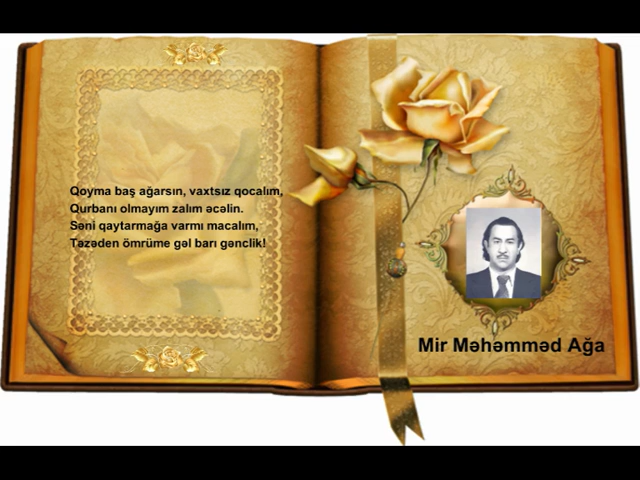 Qoyma baş ağarsın, vaxtsız qocalım,
Qurbanı olmayım zalım əcəlin.
Səni qaytarmağa varmı macalım,
Təzədən ömrüme gəl barı gənclik!
Mir Məhəmməd Ağa